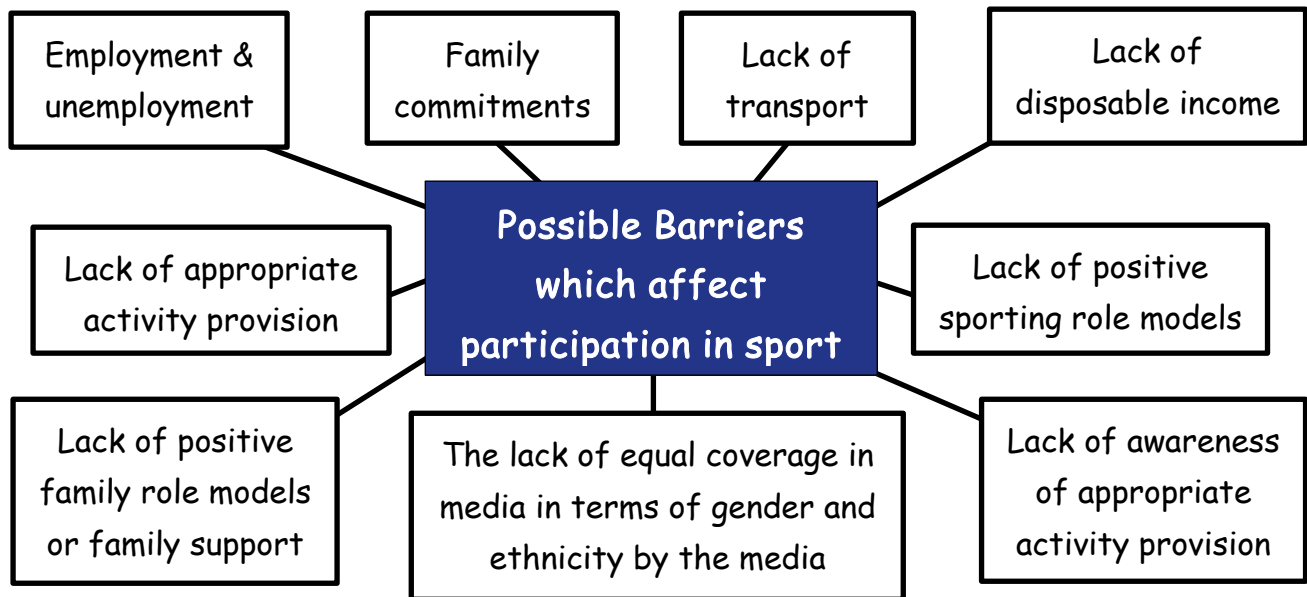 Employment &
unemployment
Family
commitments
Lack of
transport
Lack of
disposable income
Possible Barriers
which affect
participation in sport
Lack of appropriate
activity provision
Lack of positive
sporting role models
Lack of positive
family role models
or family support
The lack of equal coverage in
media in terms of gender and
ethnicity by the media
Lack of awareness
of appropriate
activity provision